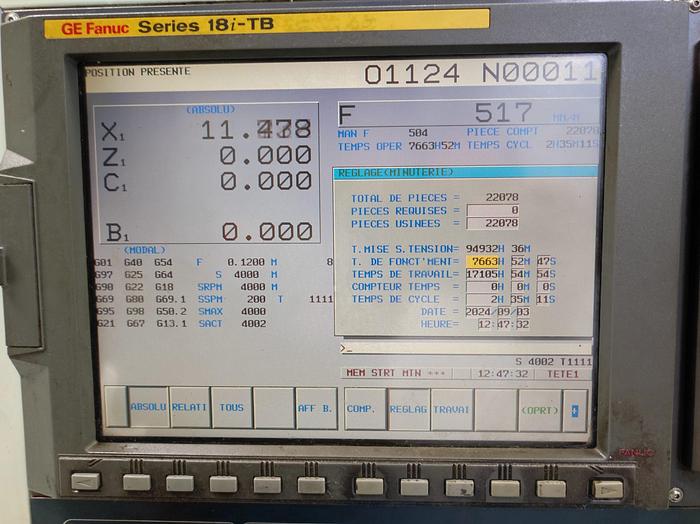 GE Fanuc Series 18i-TB
POSITION PRESENTE
O1124 N00011
(ABSOLU)
X1 11.478
Z1 0.000
C1 0.000
B1 0.000
F 517 MM/M
MAN F 504 PIECE COMPT 22078
TEMPS OPER 7663H52M TEMPS CYCL 2H35M11S
REGLAGE(MINUTERIE)
TOTAL DE PIECES = 22078
PIECES REQUISES = 0
PIECES USINEES = 22078
T.MISE S.TENSION= 94932H 36M
T. DE FONCT'MENT= 7663H 52M 47S
TEMPS DE TRAVAIL= 17105H 54M 54S
COMPTEUR TEMPS = 0H 0M 0S
TEMPS DE CYCLE = 2H 35M 11S
DATE = 2024/09/03
HEURE= 12:47:32
(MODAL)
G01 G40 G54 F 0.1200 M 8
G97 G25 G64 S 4000 M
G90 G22 G18 SRPM 4000 M
G69 G80 G69.1 SSPM 200 T 1111
G95 G98 G50.2 SMAX 4000
G21 G67 G13.1 SACT 4002
>_
S 4002 T1111
MEM STRT MTN *** 12:47:32 TETE1
ABSOLU RELATI TOUS AFF B. COMP. REGLAG TRAVAI (OPRT)
FANUC